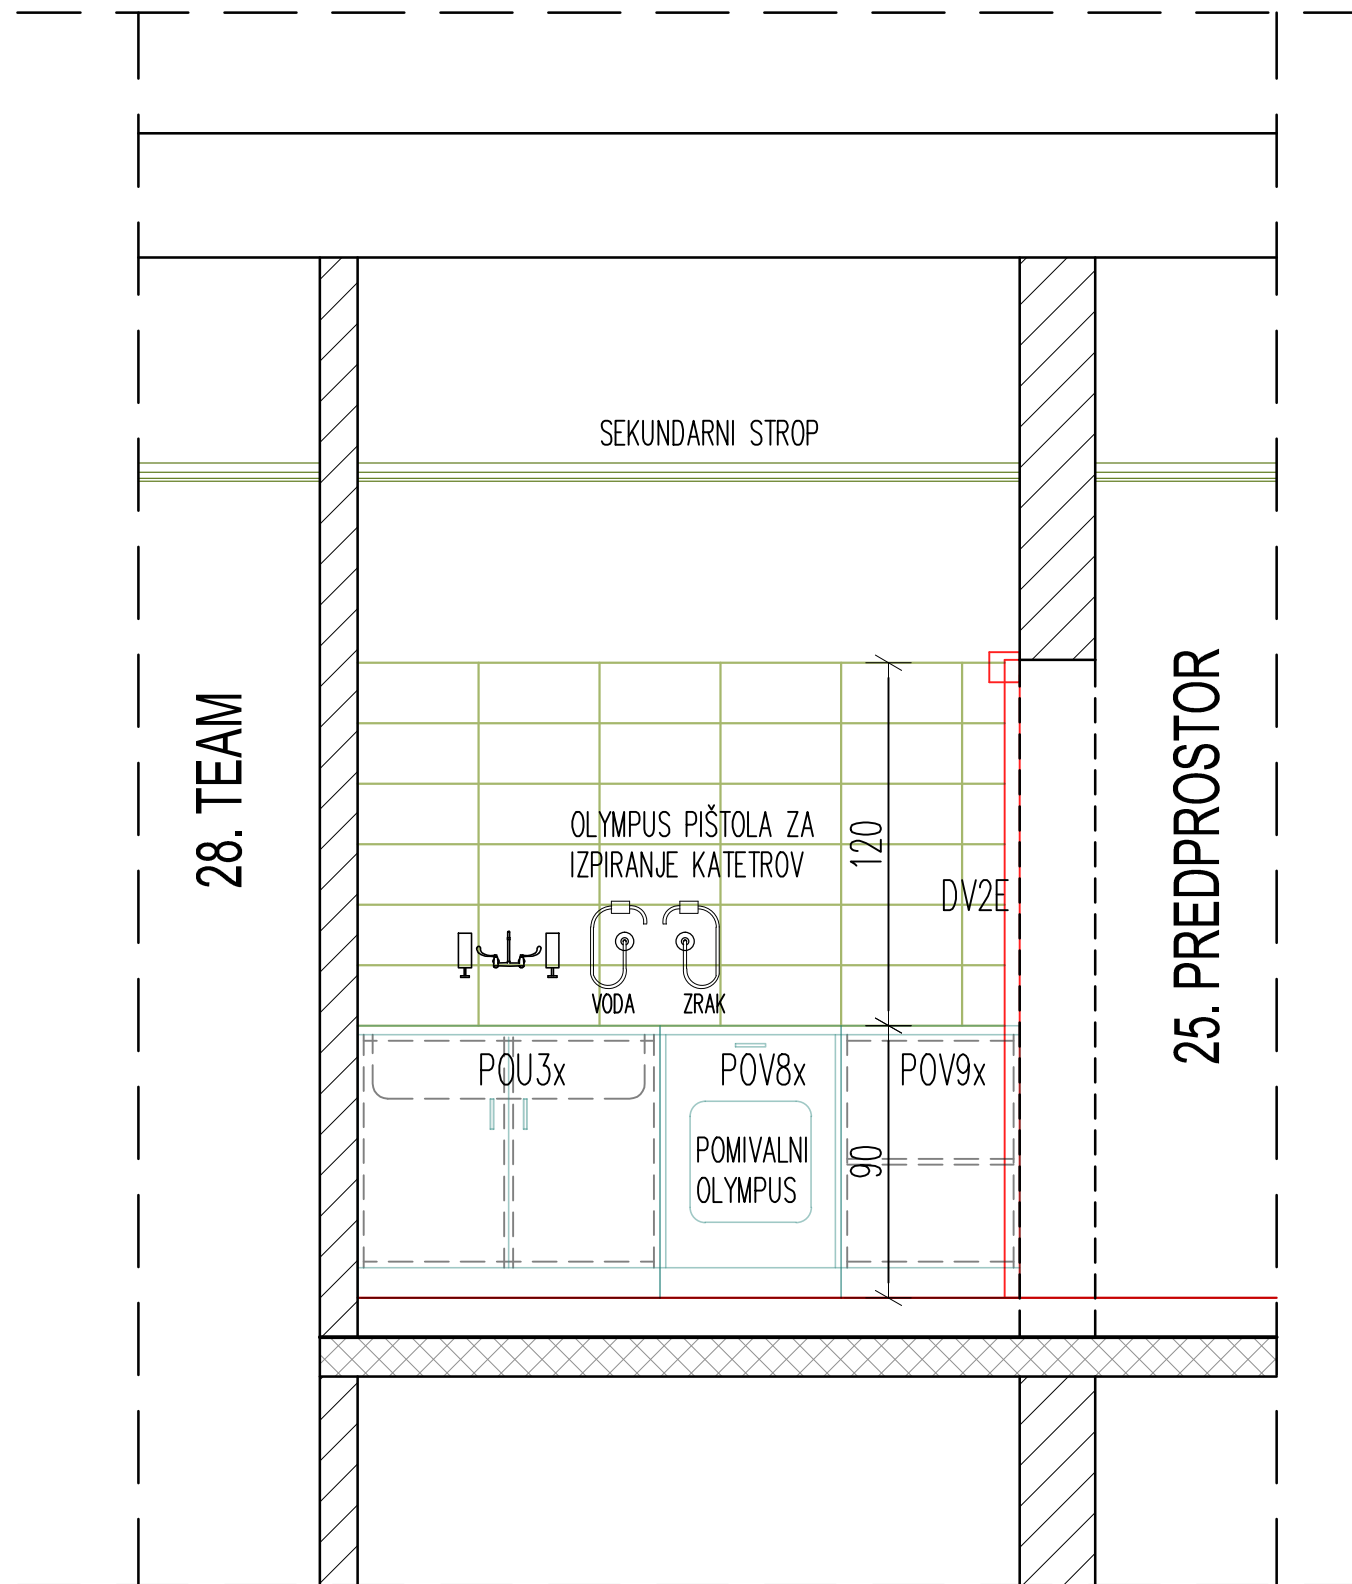 SEKUNDARNI STROP
28. TEAM
25. PREDPROSTOR
OLYMPUS PIŠTOLA ZA
IZPIRANJE KATETROV
120
DV2E
VODA
ZRAK
POU3x
POV8x
POV9x
POMIVALNI
OLYMPUS
90